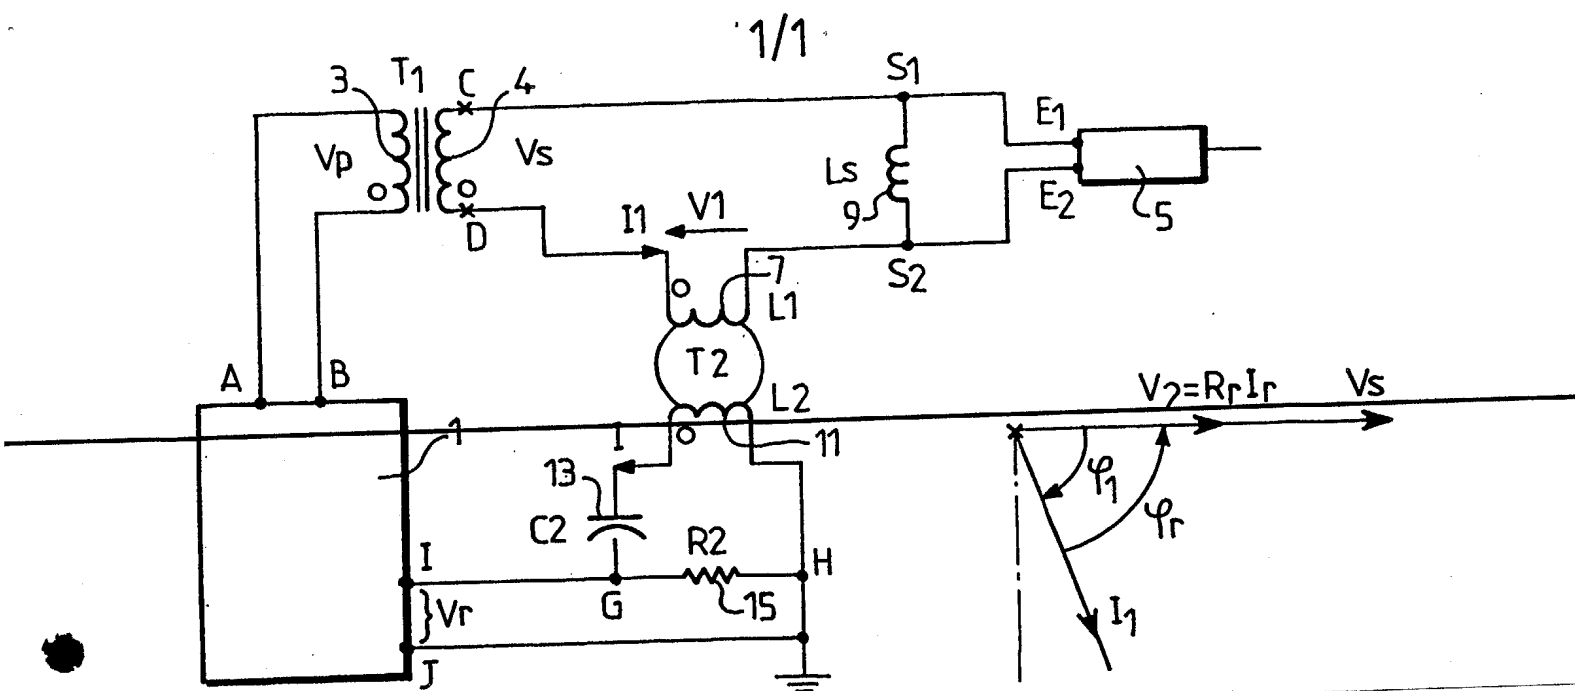 1/1
3 T1 C 4 S1
Vp Vs Ls E1
E2 5
D I1 V1 9
S2
7
L1
T2
A B L2 V2=RrIr Vs
1 I 11
13 φ1
C2 R2 φr
I H
Vr G 15 I1
J